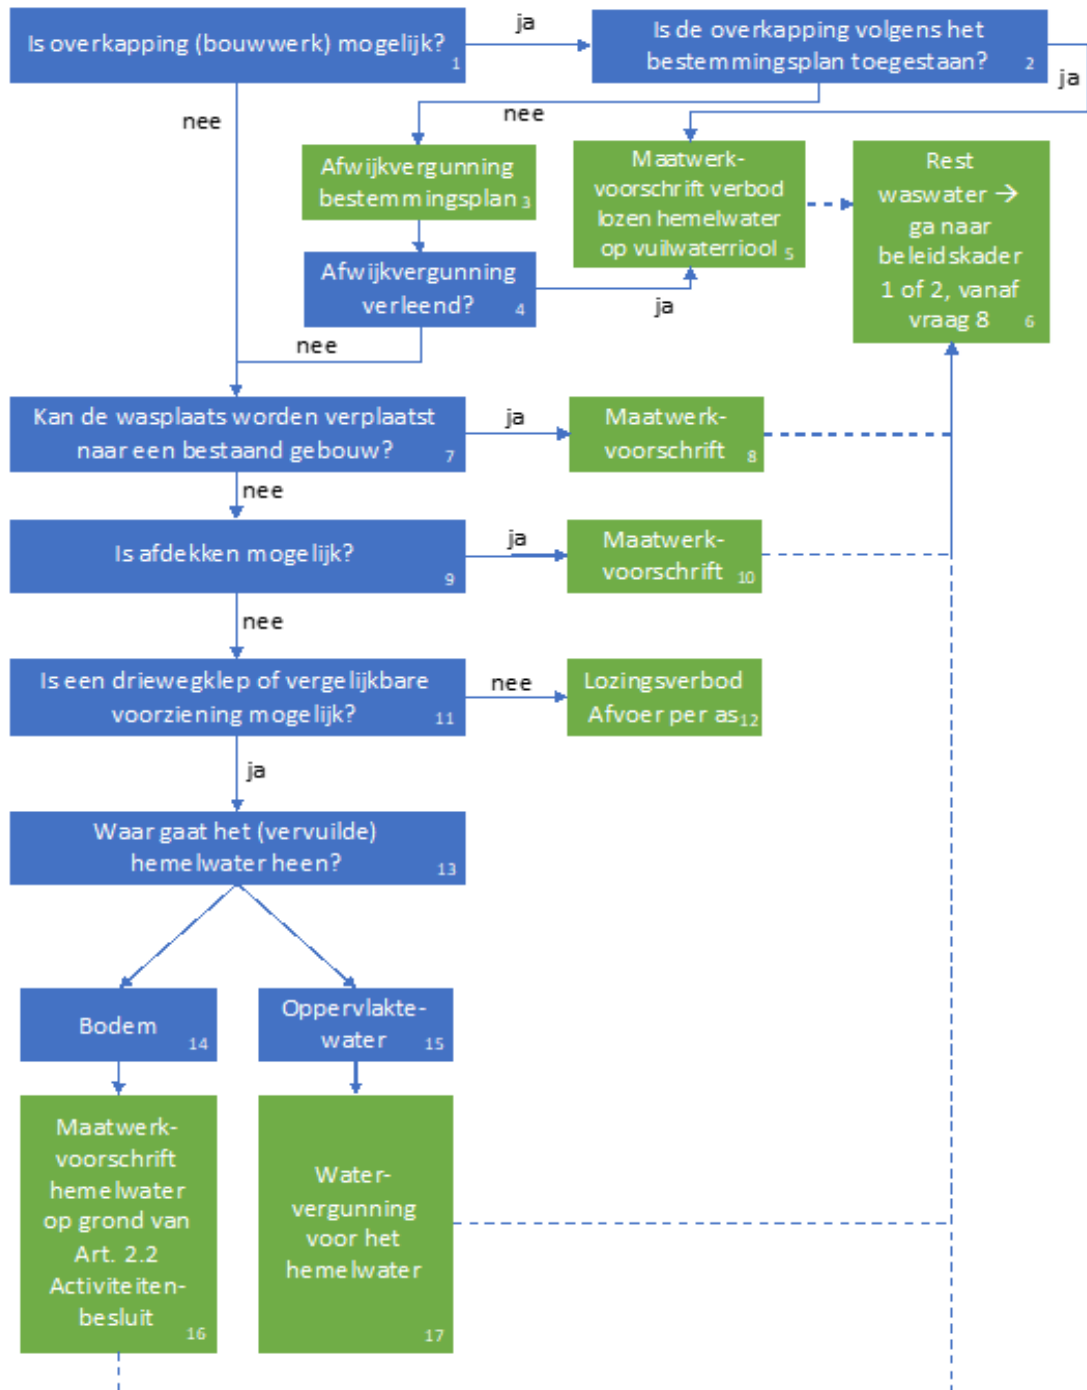 Is overkapping (bouwwerk) mogelijk?
1
ja
Is de overkapping volgens het
bestemmingsplan toegestaan?
2
ja
nee
nee
Afwijkvergunning
bestemmingsplan
3
Maatwerk-
voorschrift verbod
lozen hemelwater
op vuilwaterriool
5
Rest
waswater →
ga naar
beleidskader
1 of 2, vanaf
vraag 8
6
Afwijkvergunning
verleend?
4
ja
nee
Kan de wasplaats worden verplaatst
naar een bestaand gebouw?
7
ja
Maatwerk-
voorschrift
8
nee
Is afdekken mogelijk?
9
ja
Maatwerk-
voorschrift
10
nee
Is een driewegklep of vergelijkbare
voorziening mogelijk?
11
nee
Lozingsverbod
Afvoer per as
12
ja
Waar gaat het (vervuilde)
hemelwater heen?
13
Bodem
14
Oppervlakte-
water
15
Maatwerk-
voorschrift
hemelwater
op grond van
Art. 2.2
Activiteiten-
besluit
16
Water-
vergunning
voor het
hemelwater
17